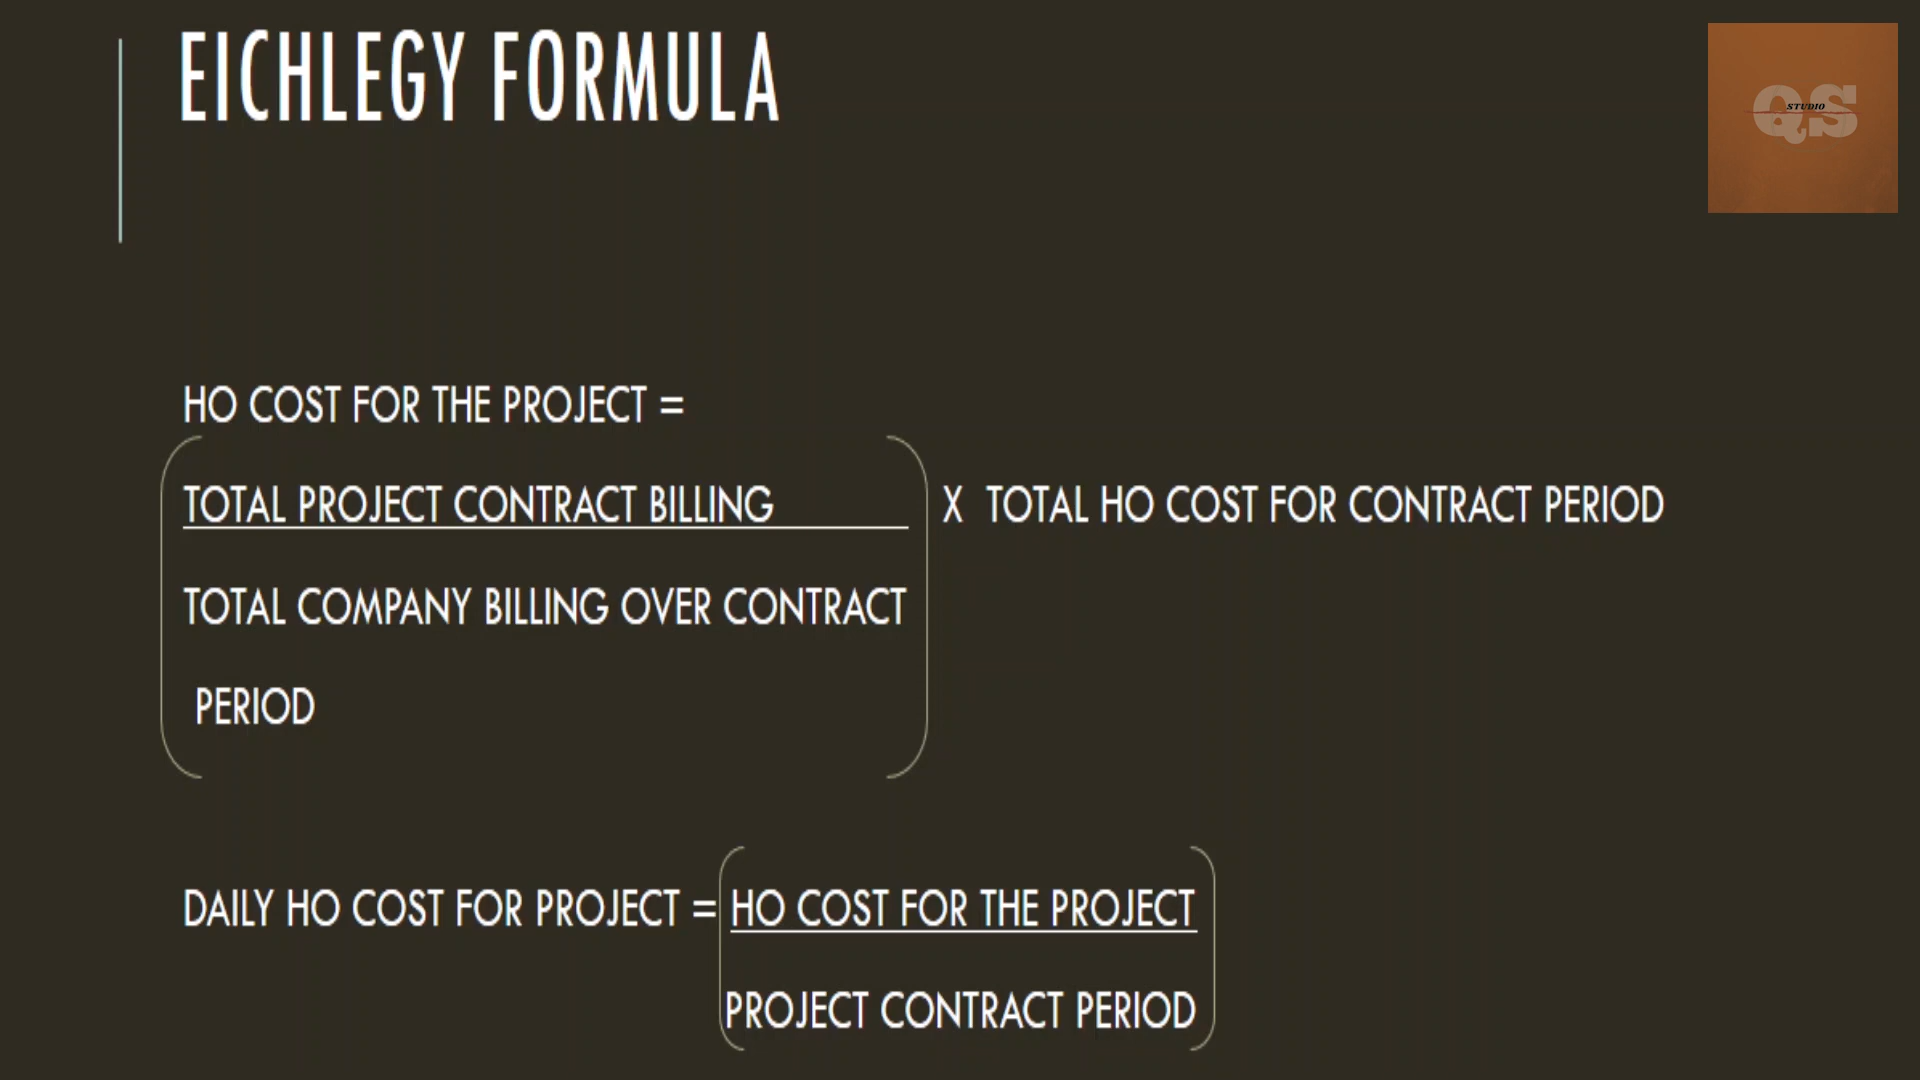 EICHLEGY FORMULA
QS
STUDIO
HO COST FOR THE PROJECT =
TOTAL PROJECT CONTRACT BILLING X TOTAL HO COST FOR CONTRACT PERIOD
TOTAL COMPANY BILLING OVER CONTRACT
PERIOD
DAILY HO COST FOR PROJECT = HO COST FOR THE PROJECT
PROJECT CONTRACT PERIOD